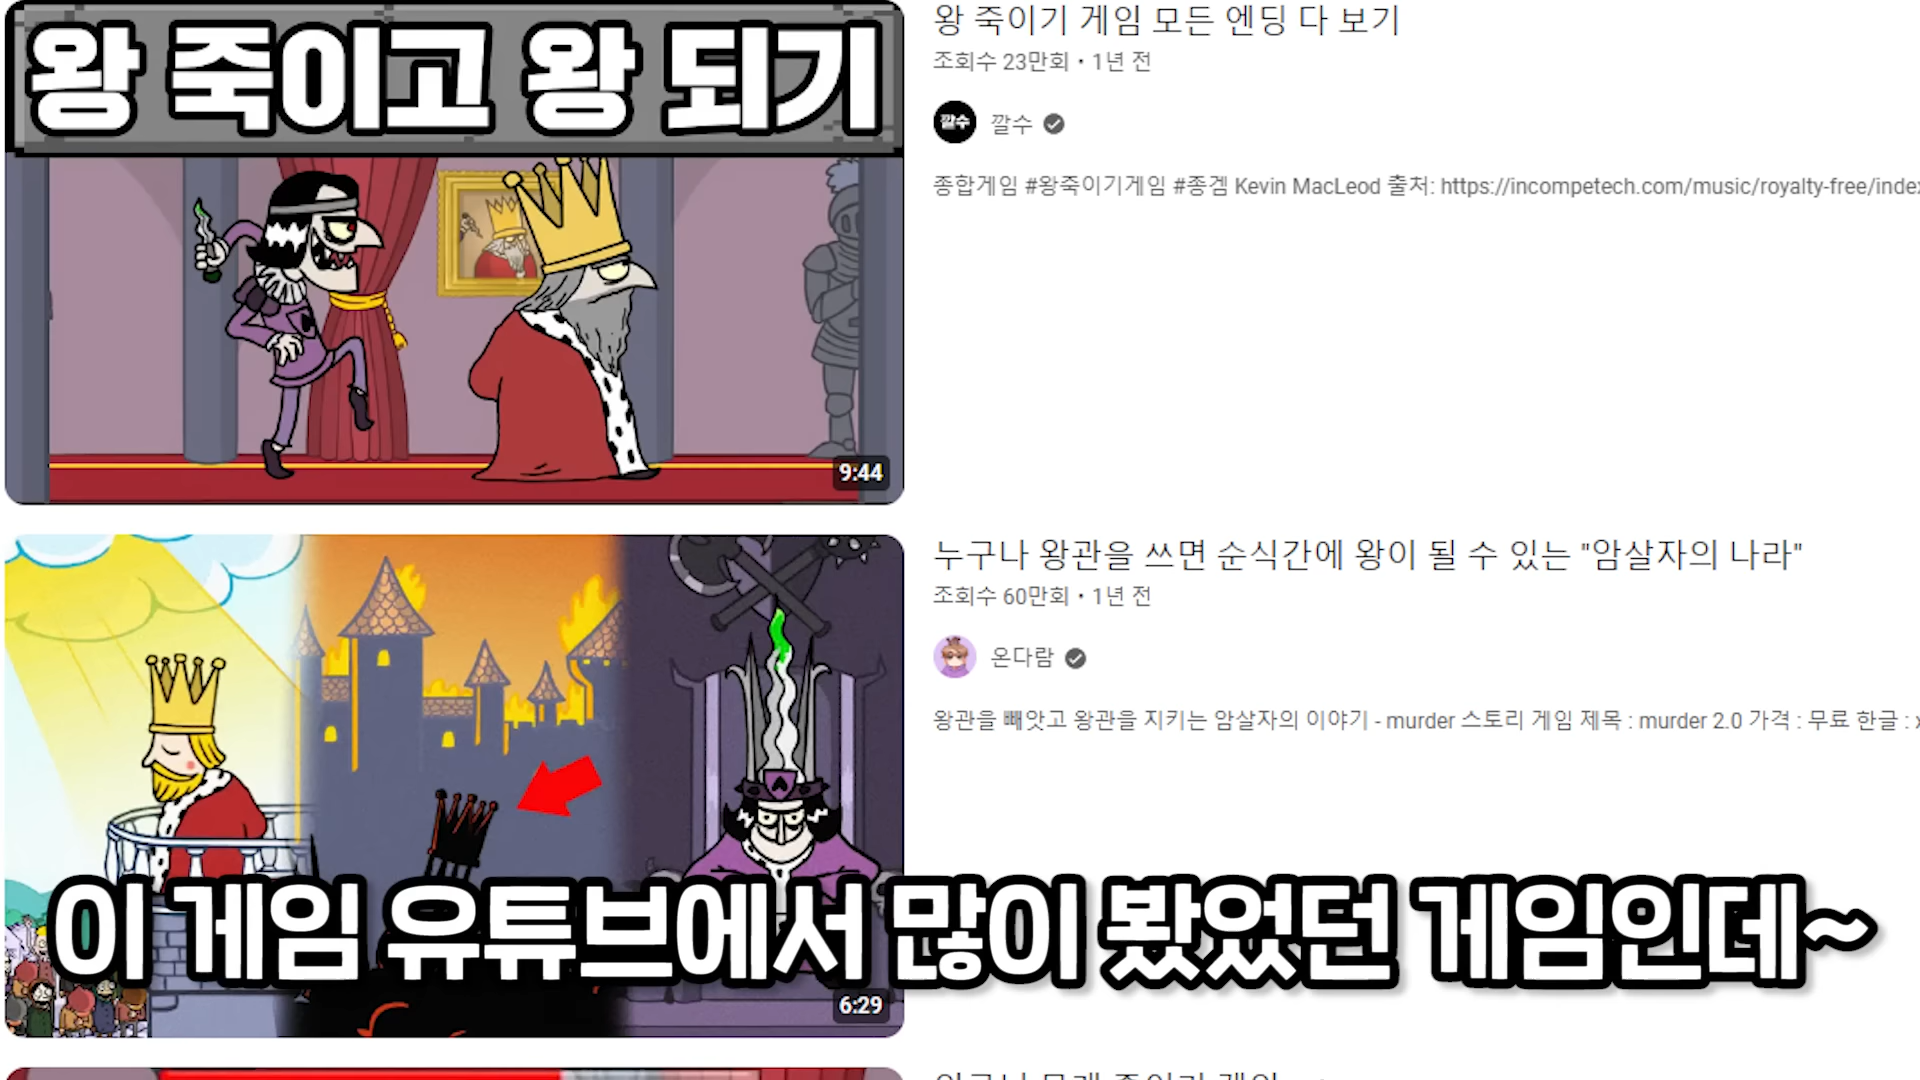 왕 죽이고 왕 되기
9:44
왕 죽이기 게임 모든 엔딩 다 보기
조회수 23만회 • 1년 전
깔수
깔수
종합게임 #왕죽이기게임 #종겜 Kevin MacLeod 출처: https://incompetech.com/music/royalty-free/index
6:29
누구나 왕관을 쓰면 순식간에 왕이 될 수 있는 "암살자의 나라"
조회수 60만회 • 1년 전
온다람
왕관을 빼앗고 왕관을 지키는 암살자의 이야기 - murder 스토리 게임 제목 : murder 2.0 가격 : 무료 한글 : x
이 게임 유튜브에서 많이 봤었던 게임인데~